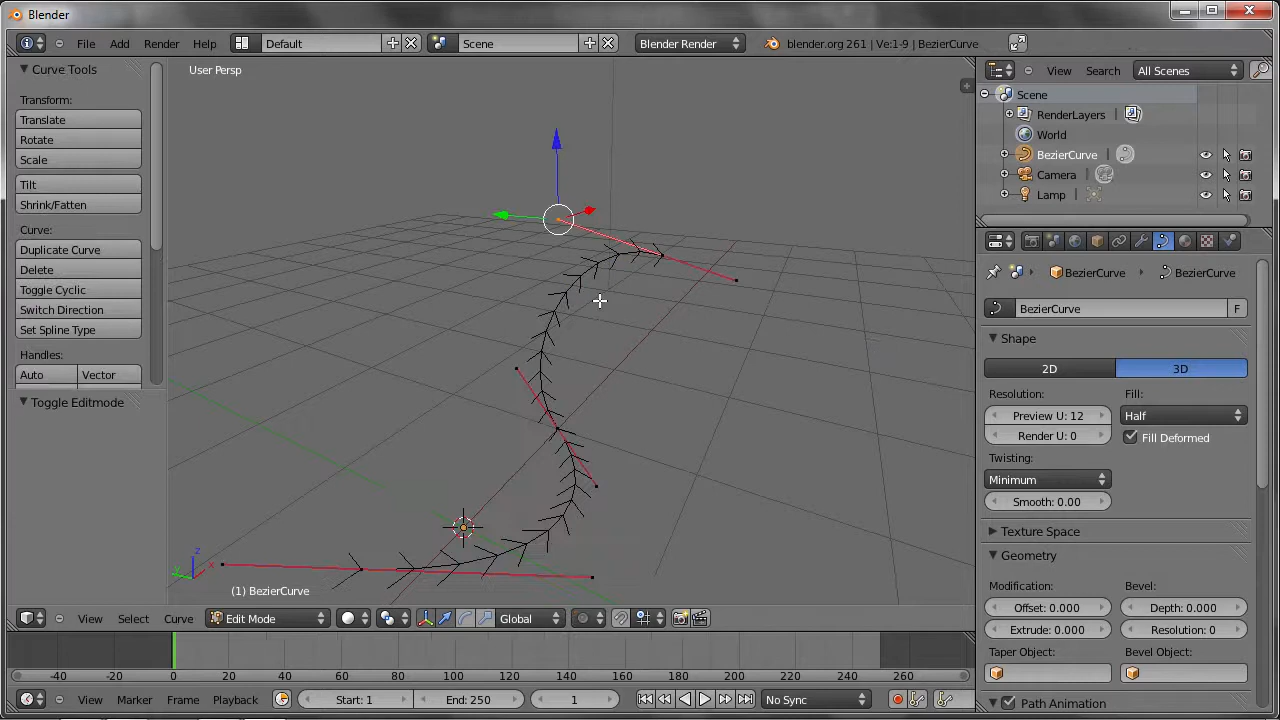 Blender
File Add Render Help Default Scene Blender Render blender.org 261 | Ve:1-9 | BezierCurve
Curve Tools
Transform:
Translate
Rotate
Scale
Tilt
Shrink/Fatten
Curve:
Duplicate Curve
Delete
Toggle Cyclic
Switch Direction
Set Spline Type
Handles:
Auto Vector
Toggle Editmode
User Persp
z
y x
(1) BezierCurve
View Select Curve Edit Mode Global
-40 -20 0 20 40 60 80 100 120 140 160 180 200 220 240 260
View Marker Frame Playback Start: 1 End: 250 1 No Sync
View Search All Scenes
Scene
RenderLayers
World
BezierCurve
Camera
Lamp
BezierCurve BezierCurve
BezierCurve F
Shape
2D 3D
Resolution: Fill:
Preview U: 12 Half
Render U: 0 Fill Deformed
Twisting:
Minimum
Smooth: 0.00
Texture Space
Geometry
Modification: Bevel:
Offset: 0.000 Depth: 0.000
Extrude: 0.000 Resolution: 0
Taper Object: Bevel Object:
Path Animation